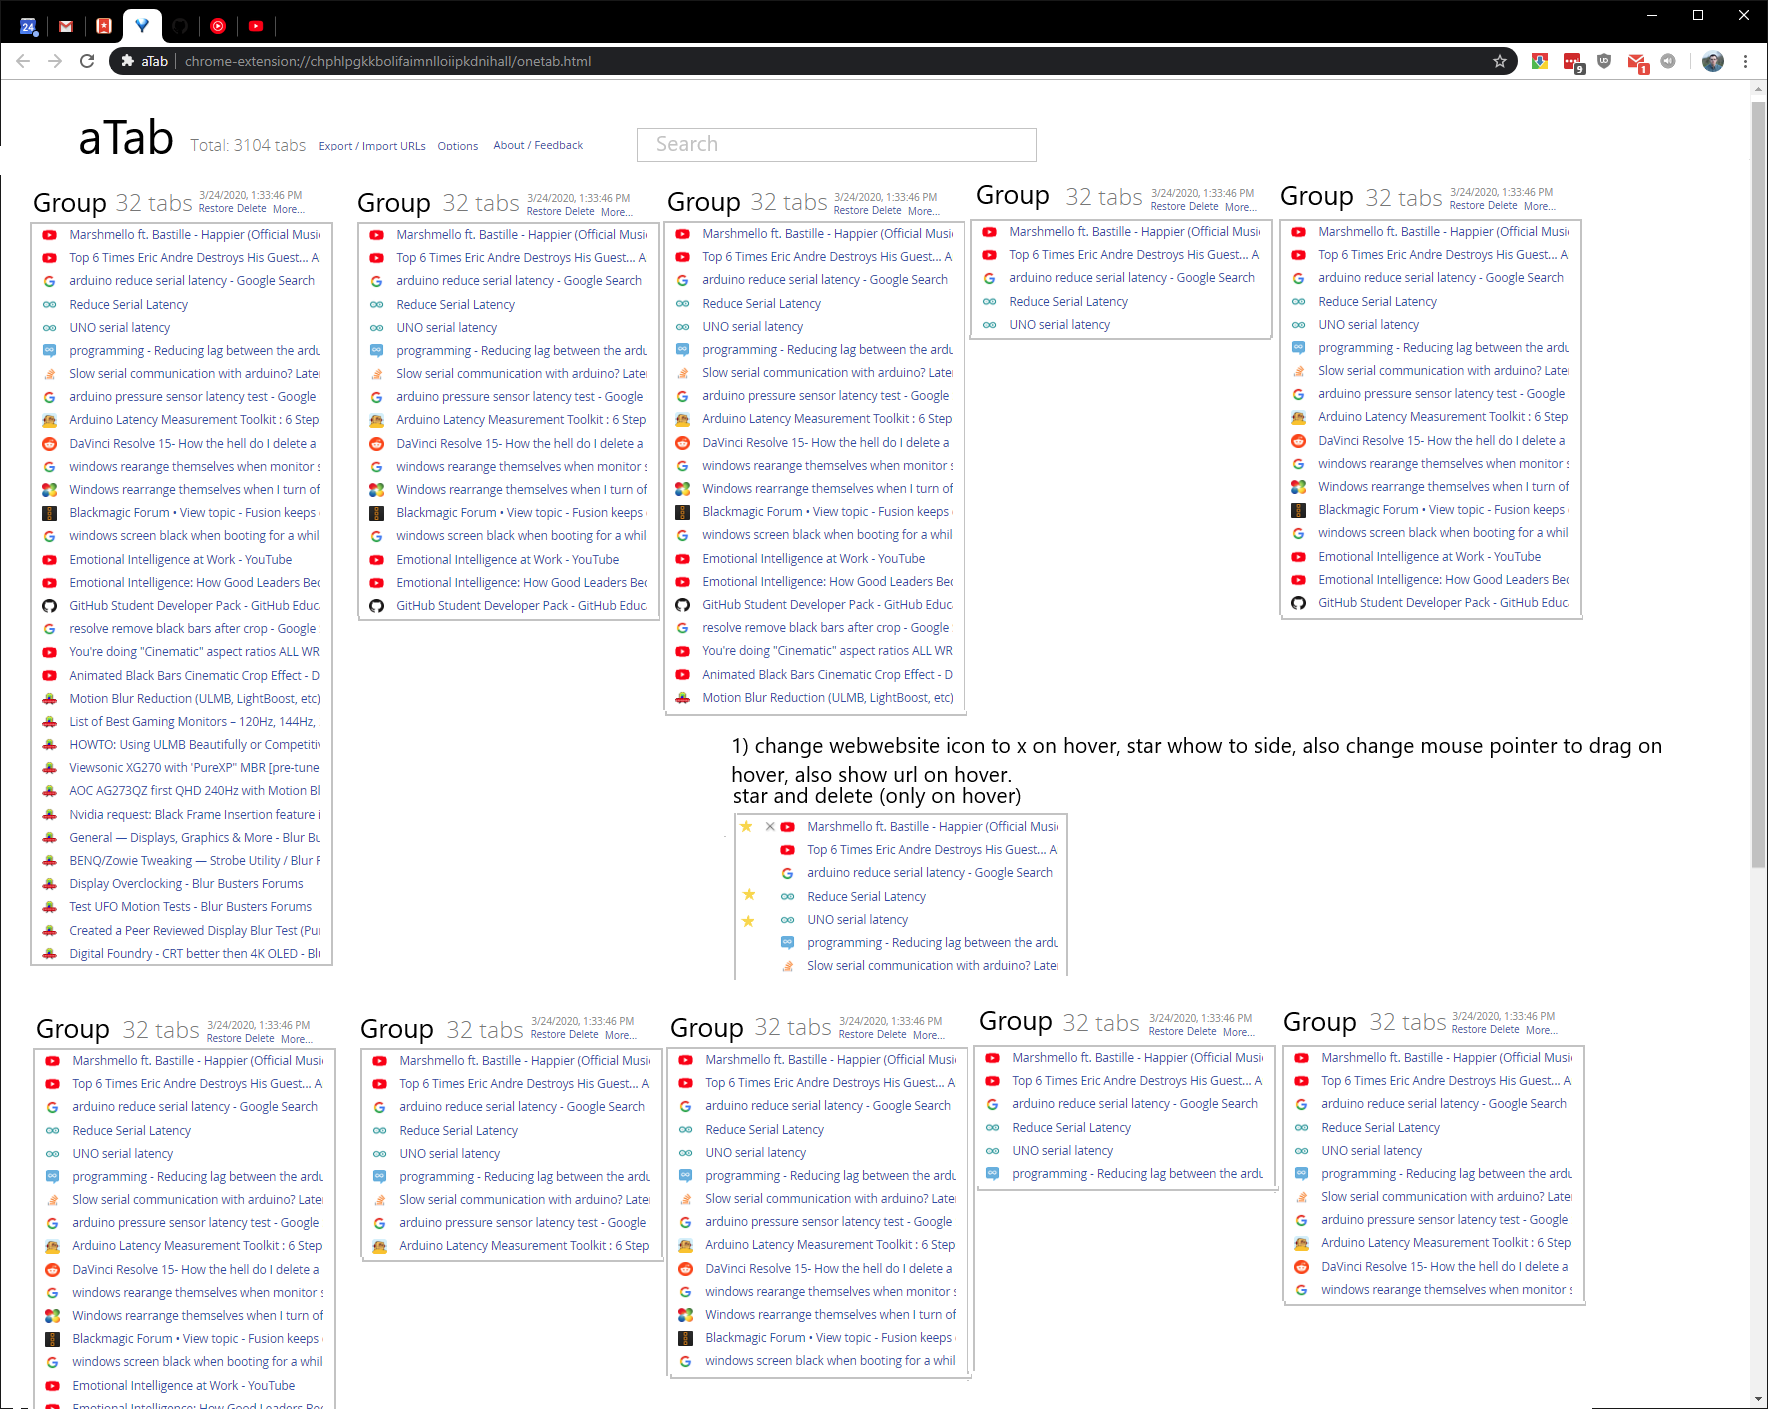 24
aTab chrome-extension://chphlpgkkbolifaimnlloiipkdnihall/onetab.html
9
1
aTab Total: 3104 tabs Export / Import URLs Options About / Feedback Search
Group 32 tabs 3/24/2020, 1:33:46 PM
Restore Delete More...
Marshmello ft. Bastille - Happier (Official Musi
Top 6 Times Eric Andre Destroys His Guest... A
arduino reduce serial latency - Google Search
Reduce Serial Latency
UNO serial latency
programming - Reducing lag between the ardu
Slow serial communication with arduino? Late
arduino pressure sensor latency test - Google
Arduino Latency Measurement Toolkit : 6 Step
DaVinci Resolve 15- How the hell do I delete a
windows rearange themselves when monitor s
Windows rearrange themselves when I turn of
Blackmagic Forum • View topic - Fusion keeps
windows screen black when booting for a whil
Emotional Intelligence at Work - YouTube
Emotional Intelligence: How Good Leaders Bec
GitHub Student Developer Pack - GitHub Educ
resolve remove black bars after crop - Google
You're doing "Cinematic" aspect ratios ALL WR
Animated Black Bars Cinematic Crop Effect - D
Motion Blur Reduction (ULMB, LightBoost, etc)
List of Best Gaming Monitors – 120Hz, 144Hz,
HOWTO: Using ULMB Beautifully or Competitiv
Viewsonic XG270 with 'PureXP" MBR [pre-tune
AOC AG273QZ first QHD 240Hz with Motion Bl
Nvidia request: Black Frame Insertion feature i
General — Displays, Graphics & More - Blur Bu
BENQ/Zowie Tweaking — Strobe Utility / Blur F
Display Overclocking - Blur Busters Forums
Test UFO Motion Tests - Blur Busters Forums
Created a Peer Reviewed Display Blur Test (Pu
Digital Foundry - CRT better then 4K OLED - Bl
Group 32 tabs 3/24/2020, 1:33:46 PM
Restore Delete More...
Marshmello ft. Bastille - Happier (Official Musi
Top 6 Times Eric Andre Destroys His Guest... A
arduino reduce serial latency - Google Search
Reduce Serial Latency
UNO serial latency
programming - Reducing lag between the ardu
Slow serial communication with arduino? Late
arduino pressure sensor latency test - Google
Arduino Latency Measurement Toolkit : 6 Step
DaVinci Resolve 15- How the hell do I delete a
windows rearange themselves when monitor s
Windows rearrange themselves when I turn of
Blackmagic Forum • View topic - Fusion keeps
windows screen black when booting for a whil
Emotional Intelligence at Work - YouTube
Emotional Intelligence: How Good Leaders Bec
GitHub Student Developer Pack - GitHub Educ
Group 32 tabs 3/24/2020, 1:33:46 PM
Restore Delete More...
Marshmello ft. Bastille - Happier (Official Musi
Top 6 Times Eric Andre Destroys His Guest... A
arduino reduce serial latency - Google Search
Reduce Serial Latency
UNO serial latency
programming - Reducing lag between the ardu
Slow serial communication with arduino? Late
arduino pressure sensor latency test - Google
Arduino Latency Measurement Toolkit : 6 Step
DaVinci Resolve 15- How the hell do I delete a
windows rearange themselves when monitor s
Windows rearrange themselves when I turn of
Blackmagic Forum • View topic - Fusion keeps
windows screen black when booting for a whil
Emotional Intelligence at Work - YouTube
Emotional Intelligence: How Good Leaders Bec
GitHub Student Developer Pack - GitHub Educ
resolve remove black bars after crop - Google
You're doing "Cinematic" aspect ratios ALL WR
Animated Black Bars Cinematic Crop Effect - D
Motion Blur Reduction (ULMB, LightBoost, etc)
Group 32 tabs 3/24/2020, 1:33:46 PM
Restore Delete More...
Marshmello ft. Bastille - Happier (Official Musi
Top 6 Times Eric Andre Destroys His Guest... A
arduino reduce serial latency - Google Search
Reduce Serial Latency
UNO serial latency
Group 32 tabs 3/24/2020, 1:33:46 PM
Restore Delete More...
Marshmello ft. Bastille - Happier (Official Musi
Top 6 Times Eric Andre Destroys His Guest... A
arduino reduce serial latency - Google Search
Reduce Serial Latency
UNO serial latency
programming - Reducing lag between the ardu
Slow serial communication with arduino? Late
arduino pressure sensor latency test - Google
Arduino Latency Measurement Toolkit : 6 Step
DaVinci Resolve 15- How the hell do I delete a
windows rearange themselves when monitor s
Windows rearrange themselves when I turn of
Blackmagic Forum • View topic - Fusion keeps
windows screen black when booting for a whil
Emotional Intelligence at Work - YouTube
Emotional Intelligence: How Good Leaders Bec
GitHub Student Developer Pack - GitHub Educ
1) change webwebsite icon to x on hover, star whow to side, also change mouse pointer to drag on
hover, also show url on hover.
star and delete (only on hover)
Marshmello ft. Bastille - Happier (Official Musi
Top 6 Times Eric Andre Destroys His Guest... A
arduino reduce serial latency - Google Search
Reduce Serial Latency
UNO serial latency
programming - Reducing lag between the ardu
Slow serial communication with arduino? Late
Group 32 tabs 3/24/2020, 1:33:46 PM
Restore Delete More...
Marshmello ft. Bastille - Happier (Official Musi
Top 6 Times Eric Andre Destroys His Guest... A
arduino reduce serial latency - Google Search
Reduce Serial Latency
UNO serial latency
programming - Reducing lag between the ardu
Slow serial communication with arduino? Late
arduino pressure sensor latency test - Google
Arduino Latency Measurement Toolkit : 6 Step
DaVinci Resolve 15- How the hell do I delete a
windows rearange themselves when monitor s
Windows rearrange themselves when I turn of
Blackmagic Forum • View topic - Fusion keeps
windows screen black when booting for a whil
Emotional Intelligence at Work - YouTube
Emotional Intelligence: How Good Leaders Bec
Group 32 tabs 3/24/2020, 1:33:46 PM
Restore Delete More...
Marshmello ft. Bastille - Happier (Official Musi
Top 6 Times Eric Andre Destroys His Guest... A
arduino reduce serial latency - Google Search
Reduce Serial Latency
UNO serial latency
programming - Reducing lag between the ardu
Slow serial communication with arduino? Late
arduino pressure sensor latency test - Google
Arduino Latency Measurement Toolkit : 6 Step
Group 32 tabs 3/24/2020, 1:33:46 PM
Restore Delete More...
Marshmello ft. Bastille - Happier (Official Musi
Top 6 Times Eric Andre Destroys His Guest... A
arduino reduce serial latency - Google Search
Reduce Serial Latency
UNO serial latency
programming - Reducing lag between the ardu
Slow serial communication with arduino? Late
arduino pressure sensor latency test - Google
Arduino Latency Measurement Toolkit : 6 Step
DaVinci Resolve 15- How the hell do I delete a
windows rearange themselves when monitor s
Windows rearrange themselves when I turn of
Blackmagic Forum • View topic - Fusion keeps
windows screen black when booting for a whil
Group 32 tabs 3/24/2020, 1:33:46 PM
Restore Delete More...
Marshmello ft. Bastille - Happier (Official Musi
Top 6 Times Eric Andre Destroys His Guest... A
arduino reduce serial latency - Google Search
Reduce Serial Latency
UNO serial latency
programming - Reducing lag between the ardu
Group 32 tabs 3/24/2020, 1:33:46 PM
Restore Delete More...
Marshmello ft. Bastille - Happier (Official Musi
Top 6 Times Eric Andre Destroys His Guest... A
arduino reduce serial latency - Google Search
Reduce Serial Latency
UNO serial latency
programming - Reducing lag between the ardu
Slow serial communication with arduino? Late
arduino pressure sensor latency test - Google
Arduino Latency Measurement Toolkit : 6 Step
DaVinci Resolve 15- How the hell do I delete a
windows rearange themselves when monitor s